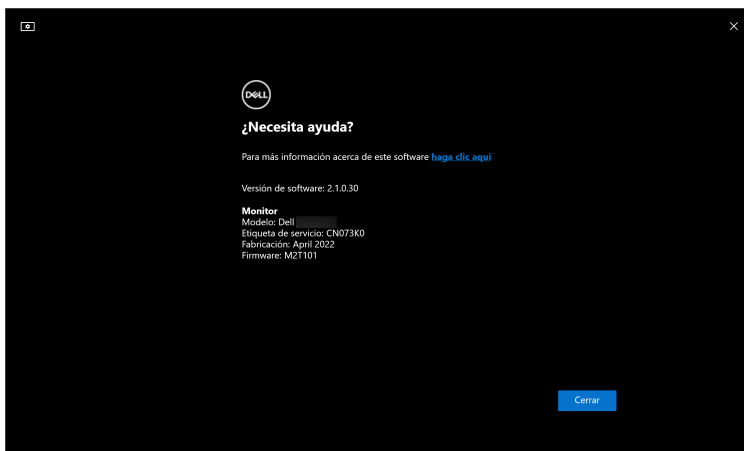 DELL
¿Necesita ayuda?
Para más información acerca de este software haga clic aquí
Versión de software: 2.1.0.30
Monitor
Modelo: Dell
Etiqueta de servicio: CN073K0
Fabricación: April 2022
Firmware: M2T101
Cerrar